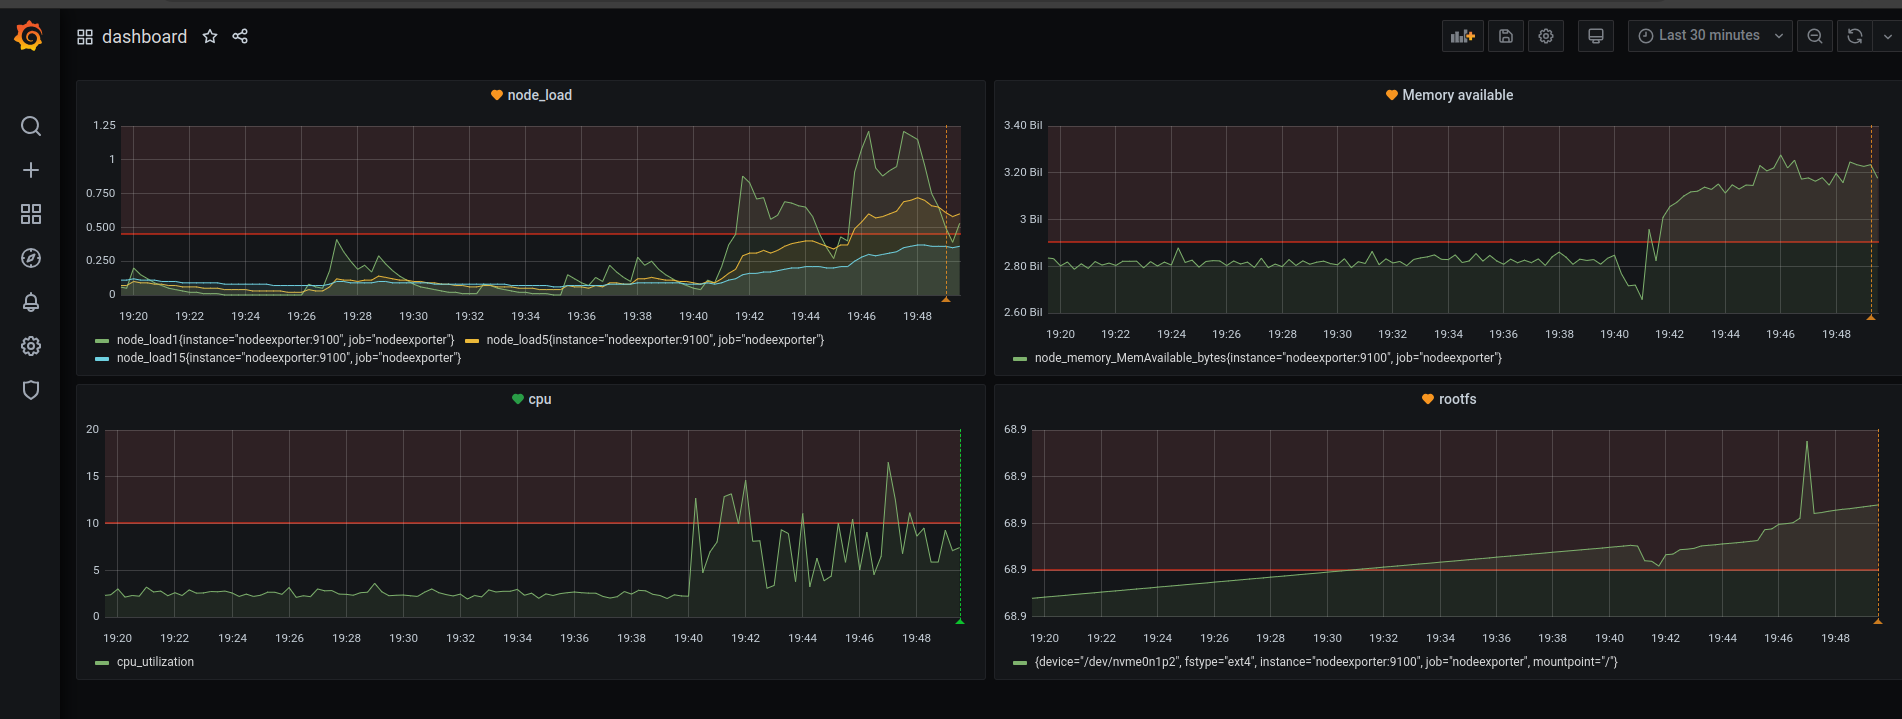 dashboard
Last 30 minutes
node_load
1.25
1
0.750
0.500
0.250
0
19:20 19:22 19:24 19:26 19:28 19:30 19:32 19:34 19:36 19:38 19:40 19:42 19:44 19:46 19:48
node_load1{instance="nodeexporter:9100", job="nodeexporter"} node_load5{instance="nodeexporter:9100", job="nodeexporter"}
node_load15{instance="nodeexporter:9100", job="nodeexporter"}
Memory available
3.40 Bil
3.20 Bil
3 Bil
2.80 Bil
2.60 Bil
19:20 19:22 19:24 19:26 19:28 19:30 19:32 19:34 19:36 19:38 19:40 19:42 19:44 19:46 19:48
node_memory_MemAvailable_bytes{instance="nodeexporter:9100", job="nodeexporter"}
cpu
20
15
10
5
0
19:20 19:22 19:24 19:26 19:28 19:30 19:32 19:34 19:36 19:38 19:40 19:42 19:44 19:46 19:48
cpu_utilization
rootfs
68.9
68.9
68.9
68.9
68.9
19:20 19:22 19:24 19:26 19:28 19:30 19:32 19:34 19:36 19:38 19:40 19:42 19:44 19:46 19:48
{device="/dev/nvme0n1p2", fstype="ext4", instance="nodeexporter:9100", job="nodeexporter", mountpoint="/"}